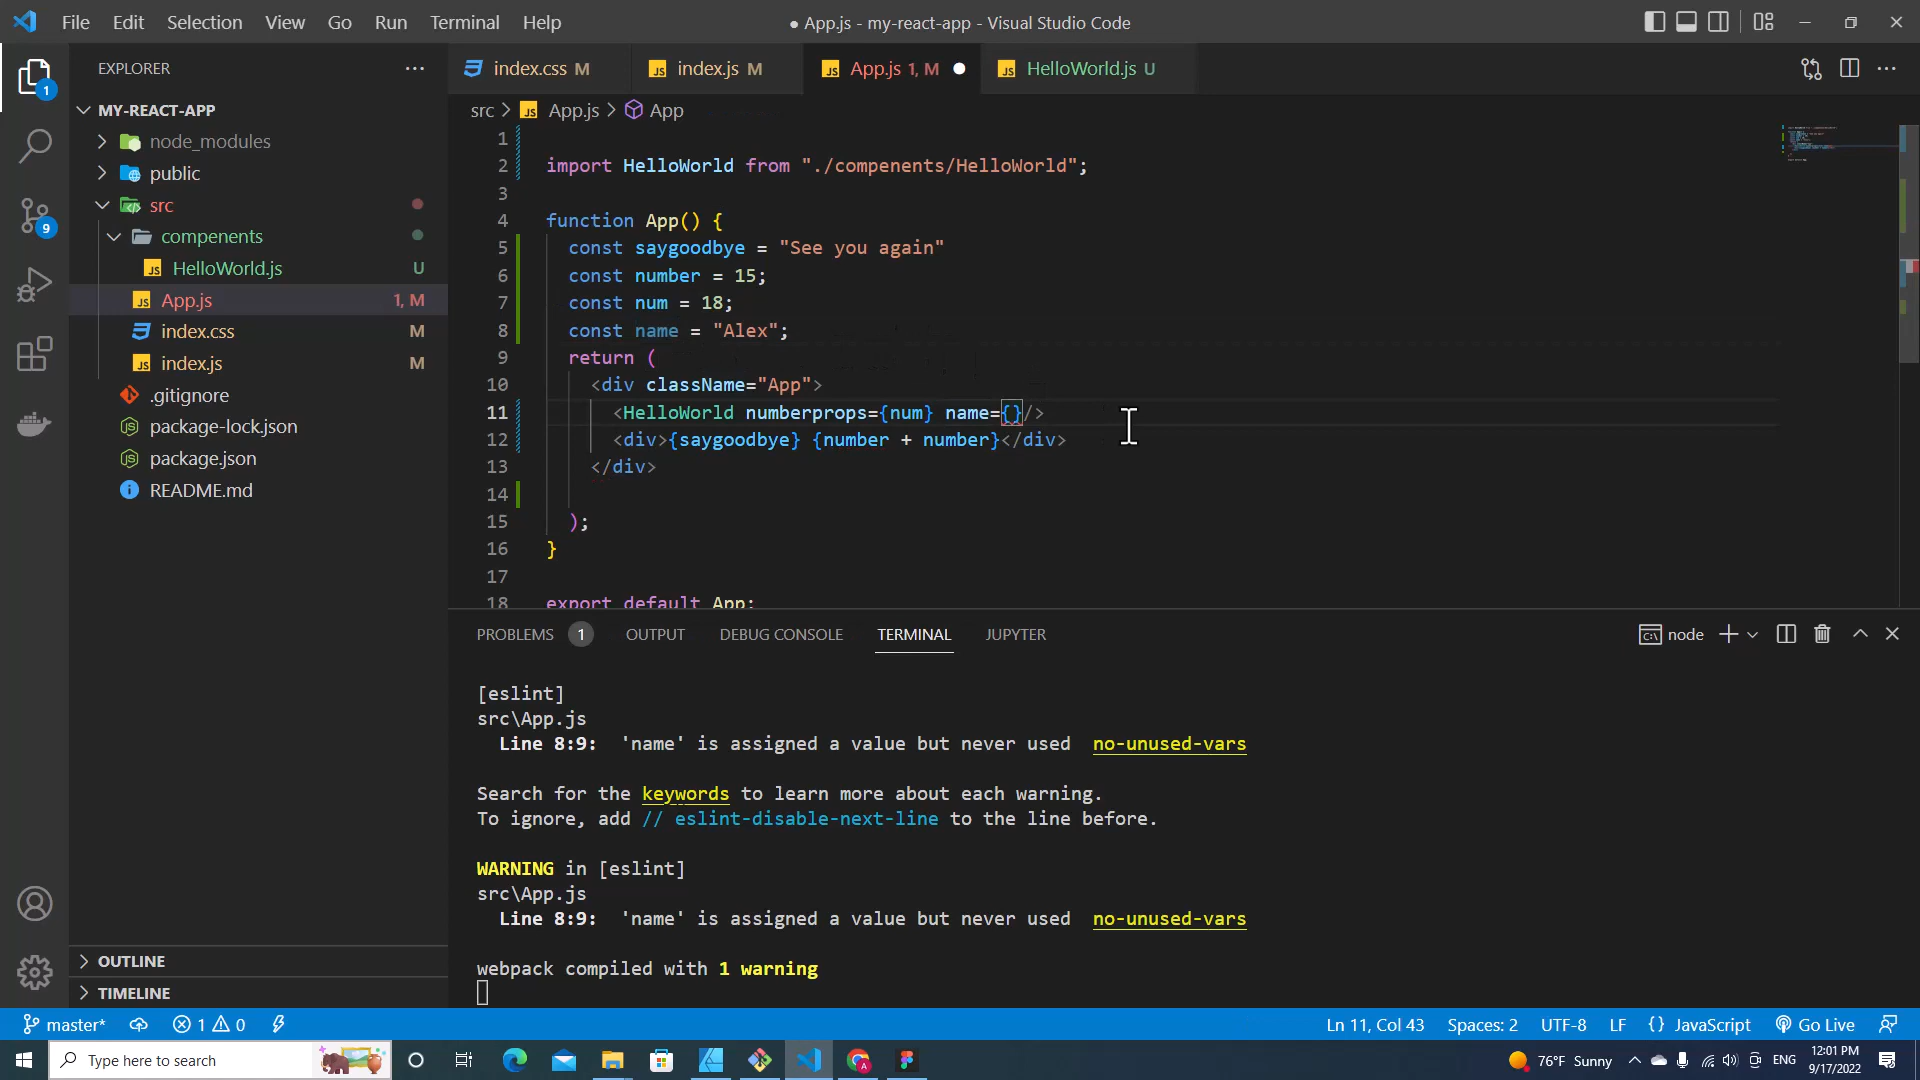 File Edit Selection View Go Run Terminal Help
● App.js - my-react-app - Visual Studio Code
EXPLORER
MY-REACT-APP
node_modules
public
src
compenents
HelloWorld.js U
App.js 1, M
index.css M
index.js M
.gitignore
package-lock.json
package.json
README.md
OUTLINE
TIMELINE
1
9
index.css M
index.js M
App.js 1, M
HelloWorld.js U
src > App.js > App
1
2 import HelloWorld from "./compenents/HelloWorld";
3
4 function App() {
5 const saygoodbye = "See you again"
6 const number = 15;
7 const num = 18;
8 const name = "Alex";
9 return (
10 <div className="App">
11 <HelloWorld numberprops={num} name={}/>
12 <div>{saygoodbye} {number + number}</div>
13 </div>
14
15 );
16 }
17
18 export default App;
PROBLEMS 1 OUTPUT DEBUG CONSOLE TERMINAL JUPYTER
node
[eslint]
src\App.js
Line 8:9: 'name' is assigned a value but never used no-unused-vars
Search for the keywords to learn more about each warning.
To ignore, add // eslint-disable-next-line to the line before.
WARNING in [eslint]
src\App.js
Line 8:9: 'name' is assigned a value but never used no-unused-vars
webpack compiled with 1 warning
master* 1 0
Ln 11, Col 43 Spaces: 2 UTF-8 LF {} JavaScript Go Live
Type here to search
76°F Sunny
ENG
12:01 PM
9/17/2022